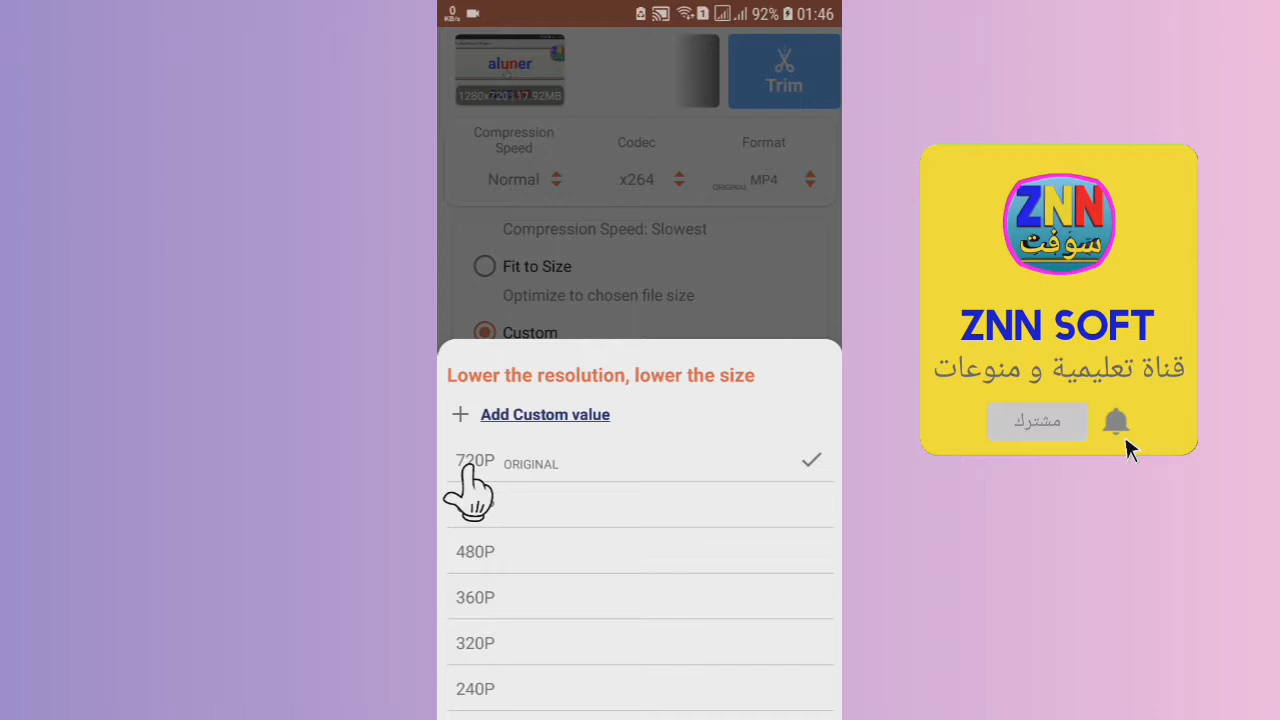 0
KB/s
1
92%
01:46
aluner
1280x720 | 17.92MB
Trim
Compression
Speed
Codec
Format
Normal
x264
ORIGINAL MP4
Compression Speed: Slowest
Fit to Size
Optimize to chosen file size
Custom
Lower the resolution, lower the size
Add Custom value
720P ORIGINAL
480P
360P
320P
240P
ZNN
سوفت
ZNN SOFT
قناة تعليمية و منوعات
مشترك